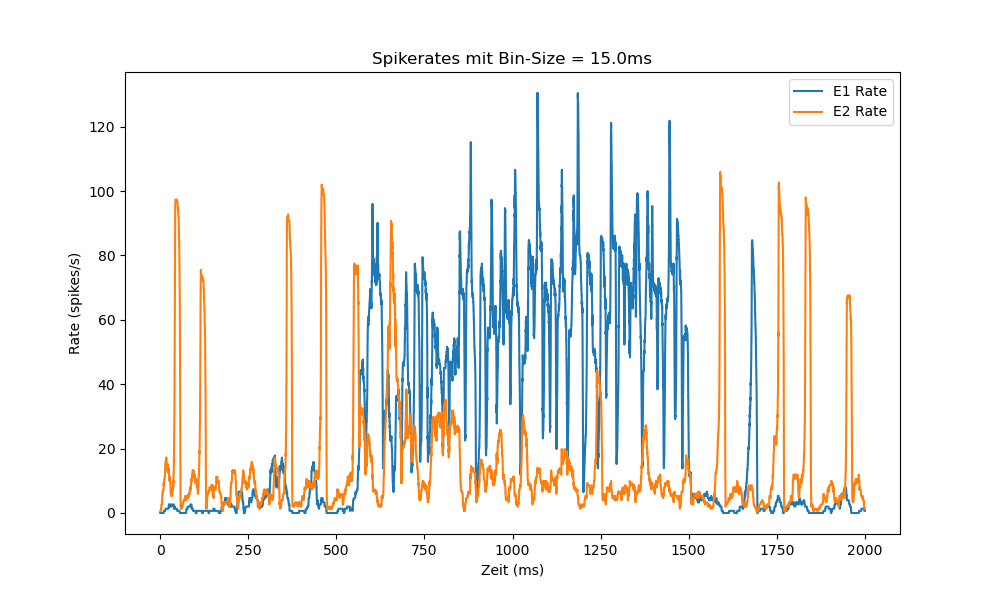 Spikerates mit Bin-Size = 15.0ms
E1 Rate
E2 Rate
120
100
80
60
40
20
0
Rate (spikes/s)
0 250 500 750 1000 1250 1500 1750 2000
Zeit (ms)